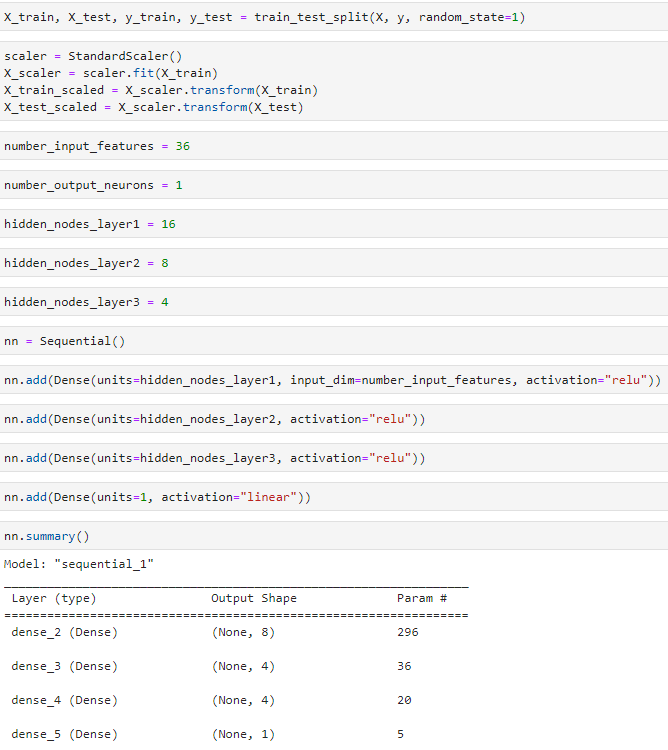 X_train, X_test, y_train, y_test = train_test_split(X, y, random_state=1)
scaler = StandardScaler()
X_scaler = scaler.fit(X_train)
X_train_scaled = X_scaler.transform(X_train)
X_test_scaled = X_scaler.transform(X_test)
number_input_features = 36
number_output_neurons = 1
hidden_nodes_layer1 = 16
hidden_nodes_layer2 = 8
hidden_nodes_layer3 = 4
nn = Sequential()
nn.add(Dense(units=hidden_nodes_layer1, input_dim=number_input_features, activation="relu"))
nn.add(Dense(units=hidden_nodes_layer2, activation="relu"))
nn.add(Dense(units=hidden_nodes_layer3, activation="relu"))
nn.add(Dense(units=1, activation="linear"))
nn.summary()
Model: "sequential_1"
Layer (type) Output Shape Param #
dense_2 (Dense) (None, 8) 296
dense_3 (Dense) (None, 4) 36
dense_4 (Dense) (None, 4) 20
dense_5 (Dense) (None, 1) 5